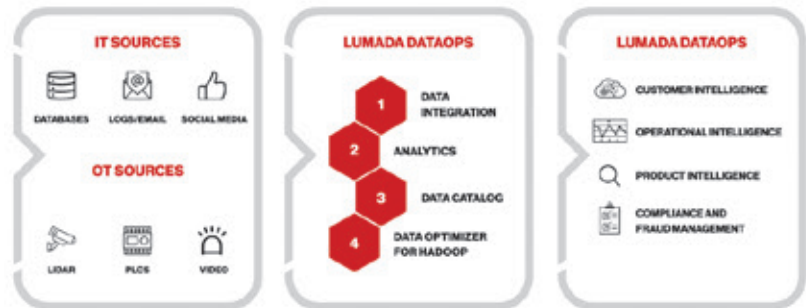 IT SOURCES
DATABASES
LOGS/EMAIL
SOCIAL MEDIA
OT SOURCES
LIDAR
PLCS
VIDEO
LUMADA DATAOPS
1
DATA
INTEGRATION
2
ANALYTICS
3
DATA CATALOG
4
DATA OPTIMIZER
FOR HADOOP
LUMADA DATAOPS
CUSTOMER INTELLIGENCE
OPERATIONAL INTELLIGENCE
PRODUCT INTELLIGENCE
COMPLIANCE AND
FRAUD MANAGEMENT